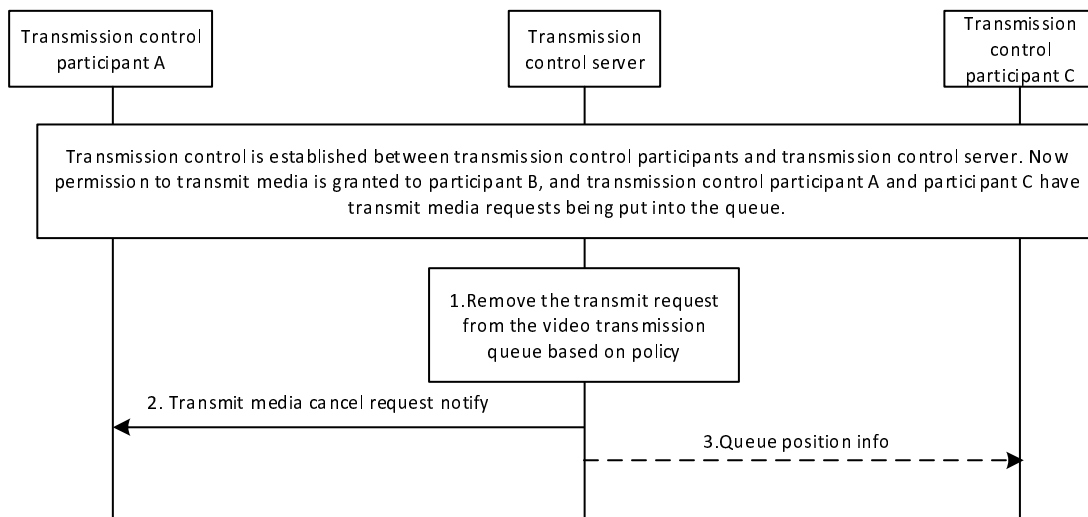 Transmission control
participant A
Transmission
control server
Transmission
control
participant C
Transmission control is established between transmission control participants and transmission control server. Now
permission to transmit media is granted to participant B, and transmission control participant A and participant C have
transmit media requests being put into the queue.
1.Remove the transmit request
from the video transmission
queue based on policy
2. Transmit media cancel request notify
3.Queue position info